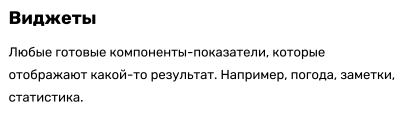 Виджеты
Любые готовые компоненты-показатели, которые
отображают какой-то результат. Например, погода, заметки,
статистика.